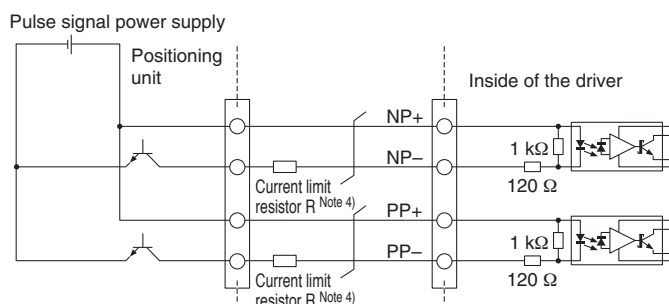 Pulse signal power supply
Positioning
unit
Inside of the driver
NP+
1 kΩ
NP−
120 Ω
Current limit
resistor R Note 4)
PP+
1 kΩ
PP−
120 Ω
Current limit
resistor R Note 4)